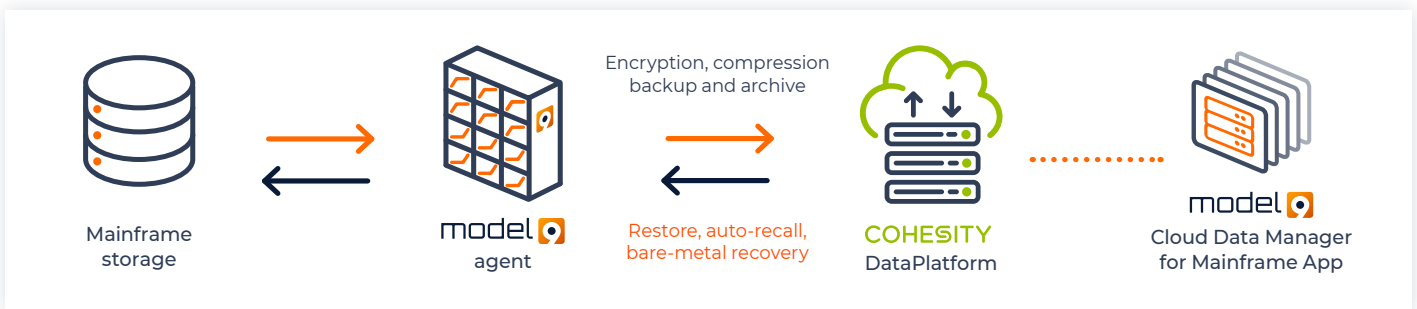 Mainframe
storage
model9
agent
Encryption, compression
backup and archive
Restore, auto-recall,
bare-metal recovery
COHESITY
DataPlatform
model9
Cloud Data Manager
for Mainframe App